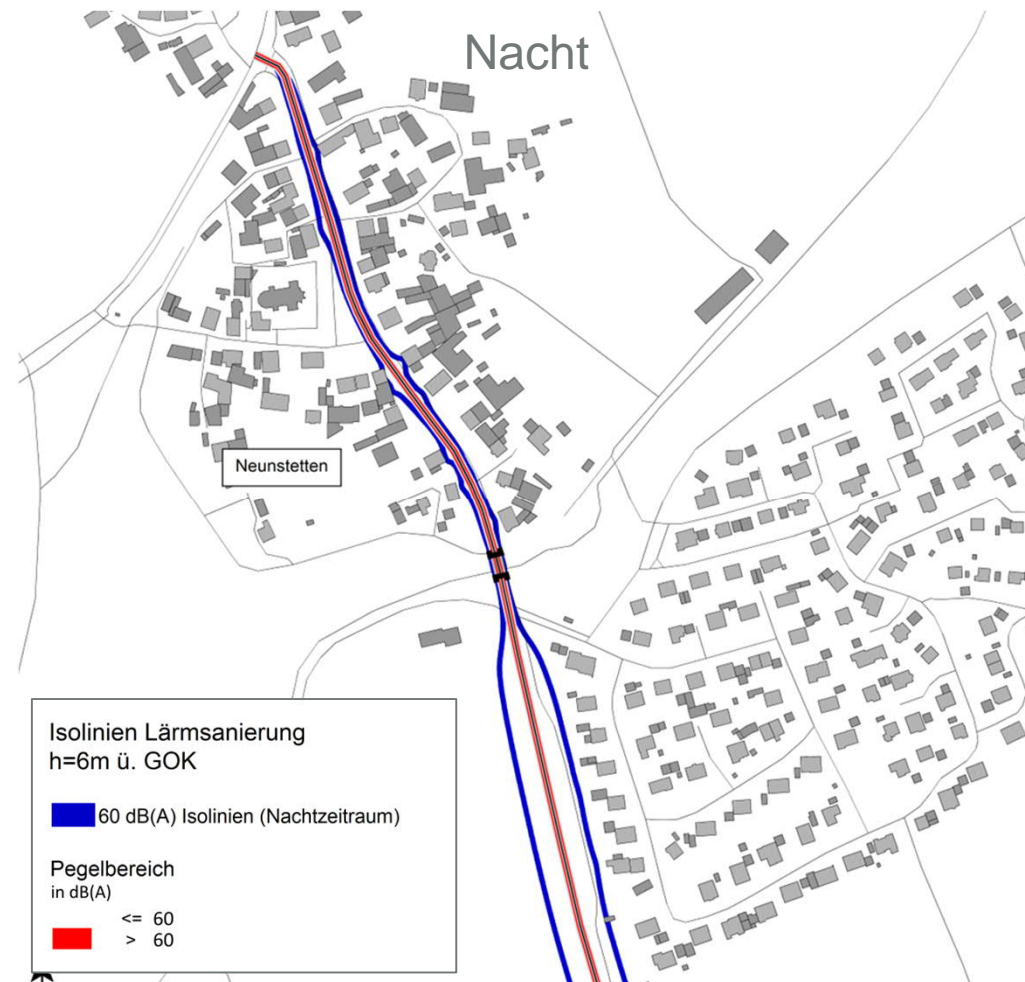 Nacht
Neunstetten
Isolinien Lärmsanierung
h=6m ü. GOK
60 dB(A) Isolinien (Nachtzeitraum)
Pegelbereich
in dB(A)
<= 60
> 60